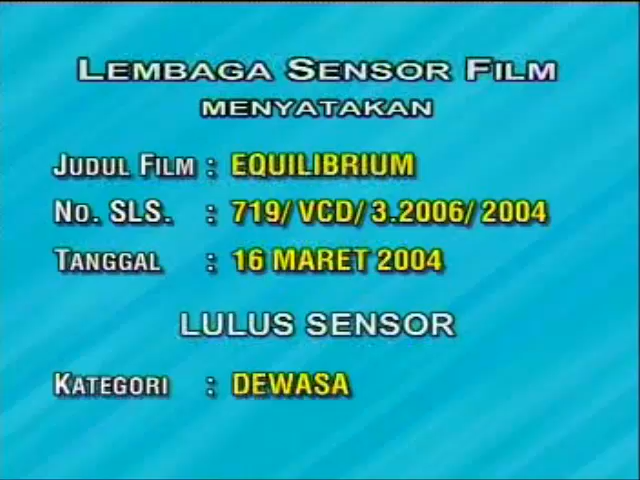 LEMBAGA SENSOR FILM
MENYATAKAN
JUDUL FILM : EQUILIBRIUM
NO. SLS. : 719/ VCD/ 3.2006/ 2004
TANGGAL : 16 MARET 2004
LULUS SENSOR
KATEGORI : DEWASA